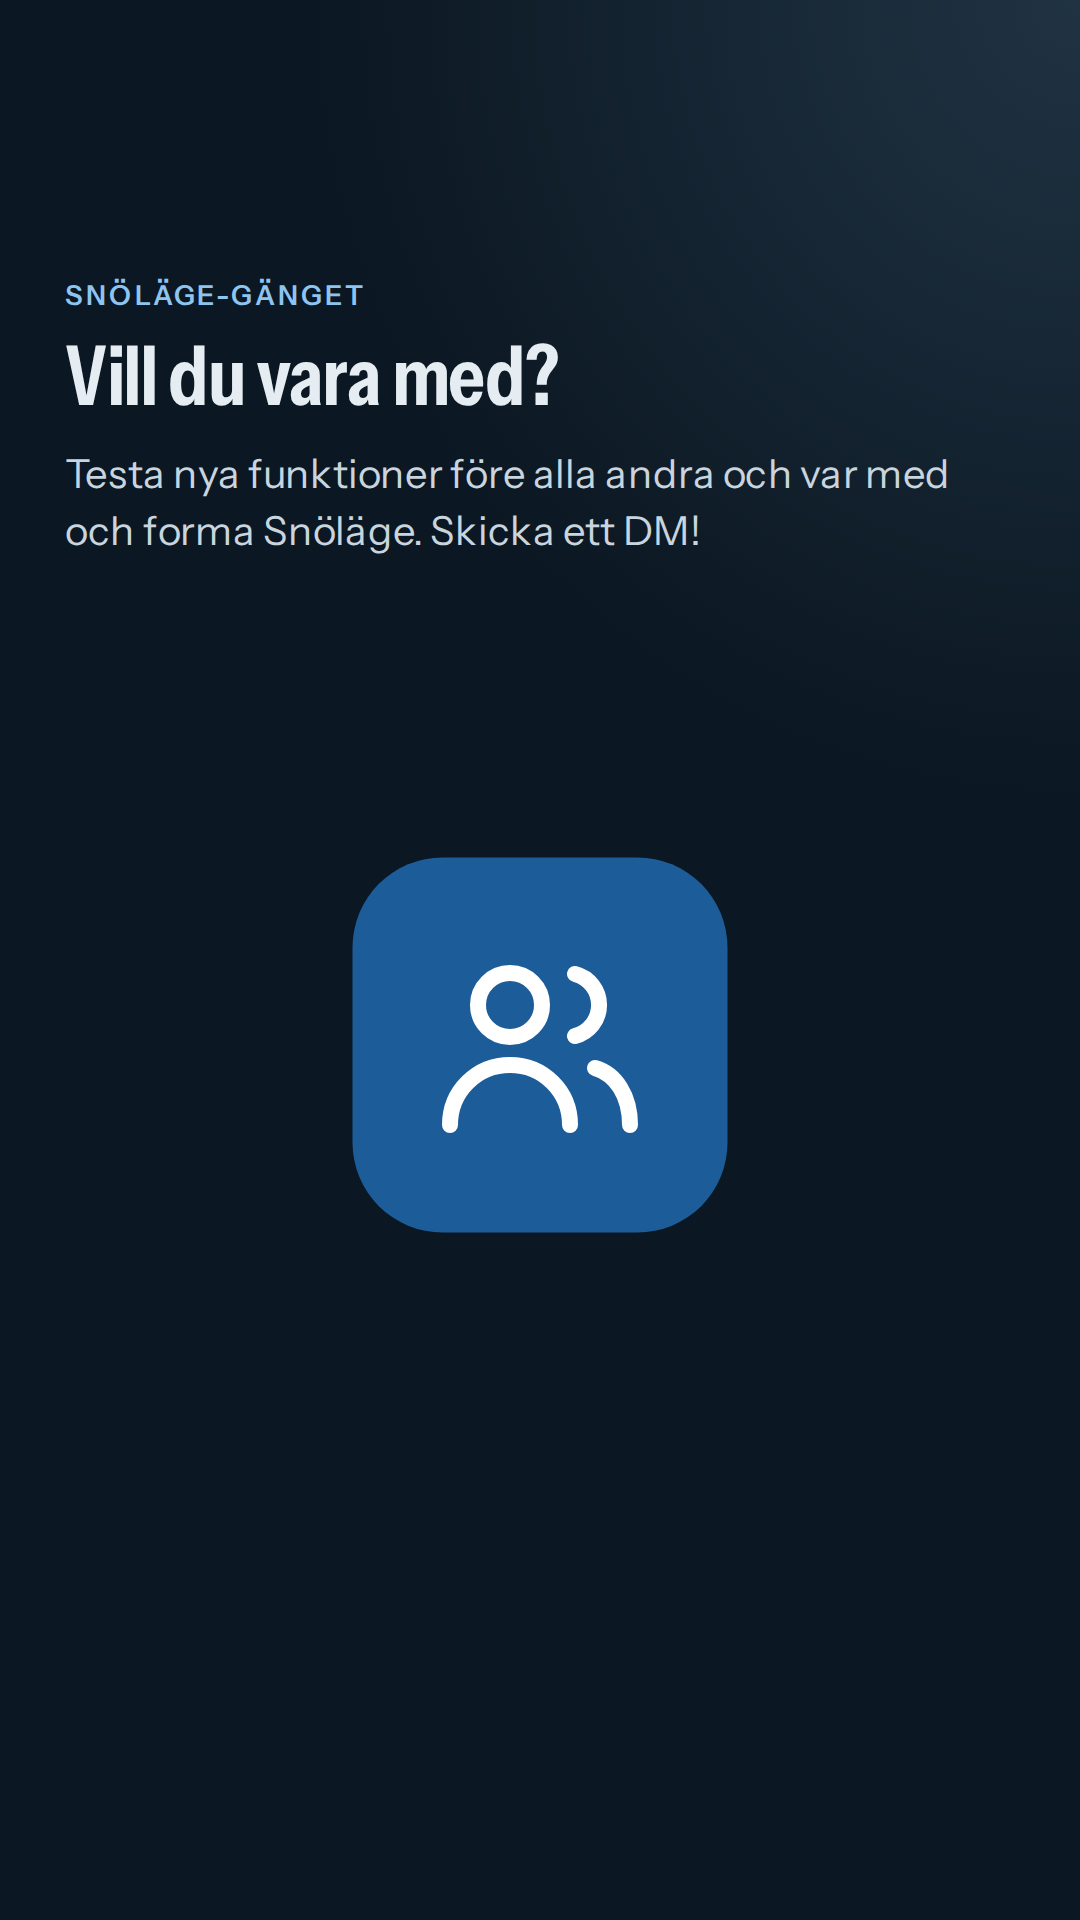 SNÖLÄGE-GÄNGET
Vill du vara med?
Testa nya funktioner före alla andra och var med
och forma Snöläge. Skicka ett DM!